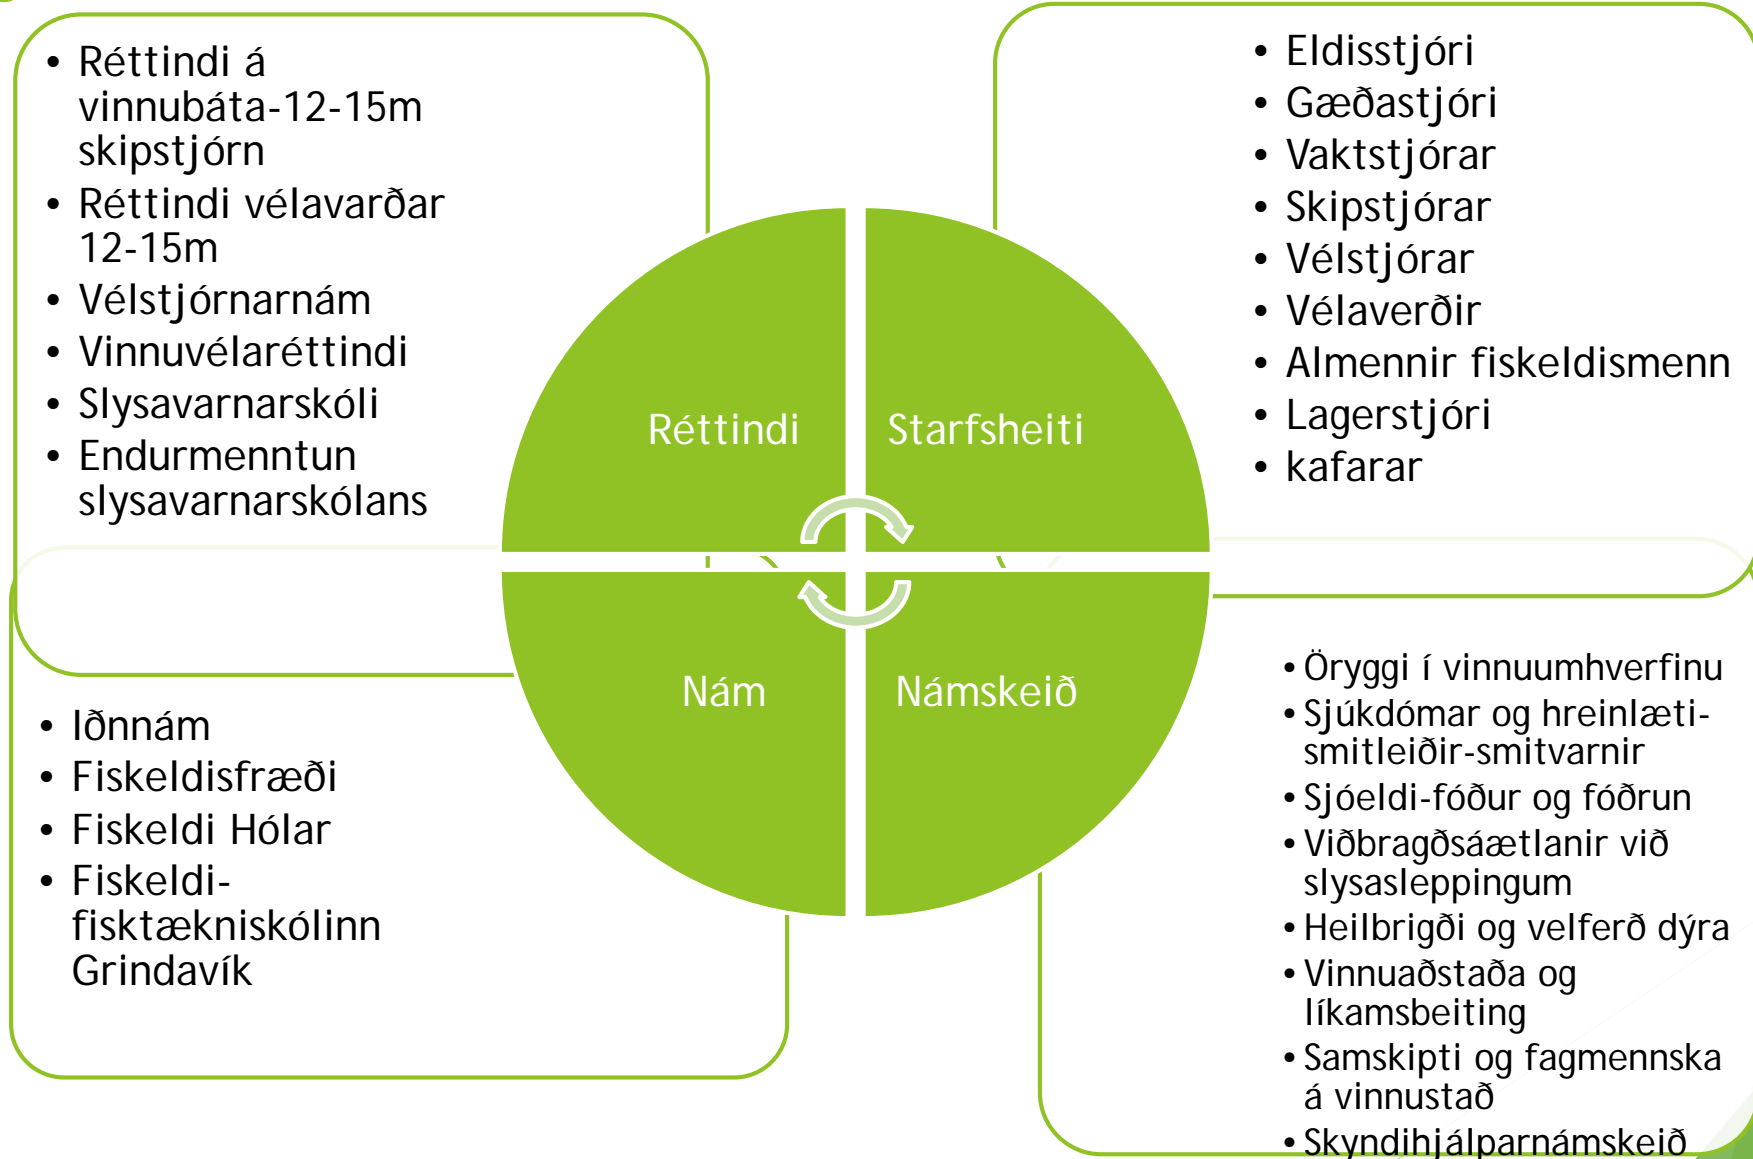 • Réttindi á
vinnubáta-12-15m
skipstjórn
• Réttindi vélavarðar
12-15m
• Vélstjórnarnám
• Vinnuvélaréttindi
• Slysavarnarskóli
• Endurmenntun
slysavarnarskólans
• Eldisstjóri
• Gæðastjóri
• Vaktstjórar
• Skipstjórar
• Vélstjórar
• Vélaverðir
• Almennir fiskeldismenn
• Lagerstjóri
• kafarar
Réttindi
Starfsheiti
Nám
Námskeið
• Iðnnám
• Fiskeldisfræði
• Fiskeldi Hólar
• Fiskeldi-
fisktækniskólinn
Grindavík
• Öryggi í vinnuumhverfinu
• Sjúkdómar og hreinlæti-
smitleiðir-smitvarnir
• Sjóeldi-fóður og fóðrun
• Viðbragðsáætlanir við
slysasleppingum
• Heilbrigði og velferð dýra
• Vinnuaðstaða og
líkamsbeiting
• Samskipti og fagmennska
á vinnustað
• Skyndihjálparnámskeið